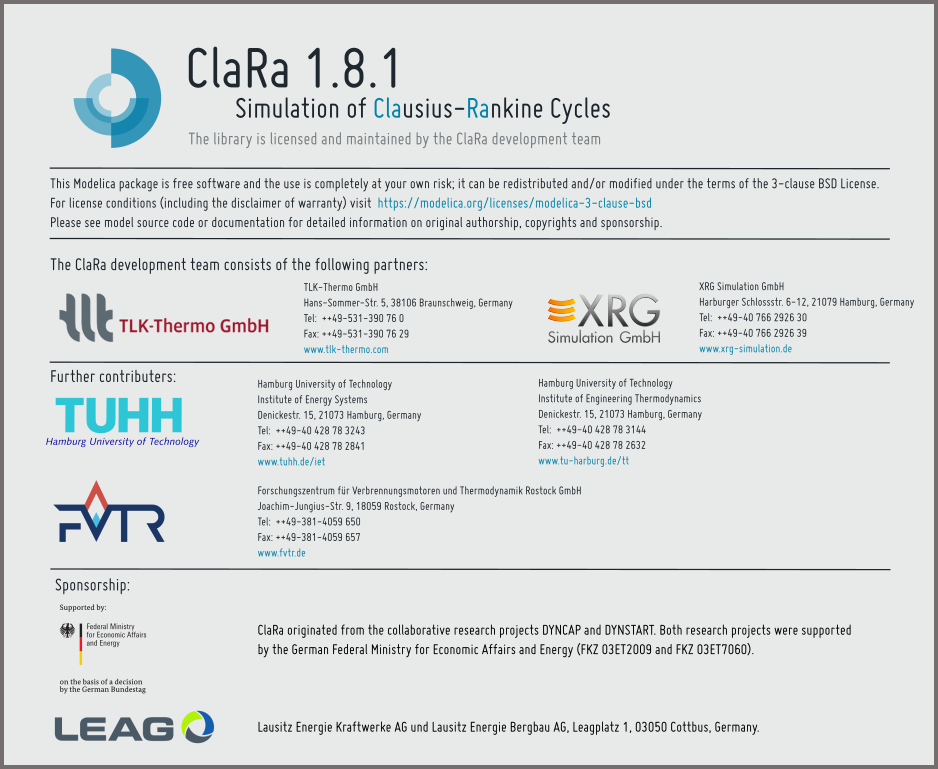 ClaRa 1.8.1
Simulation of Clausius-Rankine Cycles
The library is licensed and maintained by the ClaRa development team
This Modelica package is free software and the use is completely at your own risk; it can be redistributed and/or modified under the terms of the 3-clause BSD License.
For license conditions (including the disclaimer of warranty) visit https://modelica.org/licenses/modelica-3-clause-bsd
Please see model source code or documentation for detailed information on original authorship, copyrights and sponsorship.
The ClaRa development team consists of the following partners:
tlt TLK-Thermo GmbH
TLK-Thermo GmbH
Hans-Sommer-Str. 5, 38106 Braunschweig, Germany
Tel: ++49-531-390 76 0
Fax: ++49-531-390 76 29
www.tlk-thermo.com
XRG
Simulation GmbH
XRG Simulation GmbH
Harburger Schlossstr. 6-12, 21079 Hamburg, Germany
Tel: ++49-40 766 2926 30
Fax: ++49-40 766 2926 39
www.xrg-simulation.de
Further contributers:
TUHH
Hamburg University of Technology
Hamburg University of Technology
Institute of Energy Systems
Denickestr. 15, 21073 Hamburg, Germany
Tel: ++49-40 428 78 3243
Fax: ++49-40 428 78 2841
www.tuhh.de/iet
Hamburg University of Technology
Institute of Engineering Thermodynamics
Denickestr. 15, 21073 Hamburg, Germany
Tel: ++49-40 428 78 3144
Fax: ++49-40 428 78 2632
www.tu-harburg.de/tt
FVTR
Forschungszentrum für Verbrennungsmotoren und Thermodynamik Rostock GmbH
Joachim-Jungius-Str. 9, 18059 Rostock, Germany
Tel: ++49-381-4059 650
Fax: ++49-381-4059 657
www.fvtr.de
Sponsorship:
Supported by:
Federal Ministry
for Economic Affairs
and Energy
on the basis of a decision
by the German Bundestag
ClaRa originated from the collaborative research projects DYNCAP and DYNSTART. Both research projects were supported
by the German Federal Ministry for Economic Affairs and Energy (FKZ 03ET2009 and FKZ 03ET7060).
LEAG
Lausitz Energie Kraftwerke AG und Lausitz Energie Bergbau AG, Leagplatz 1, 03050 Cottbus, Germany.